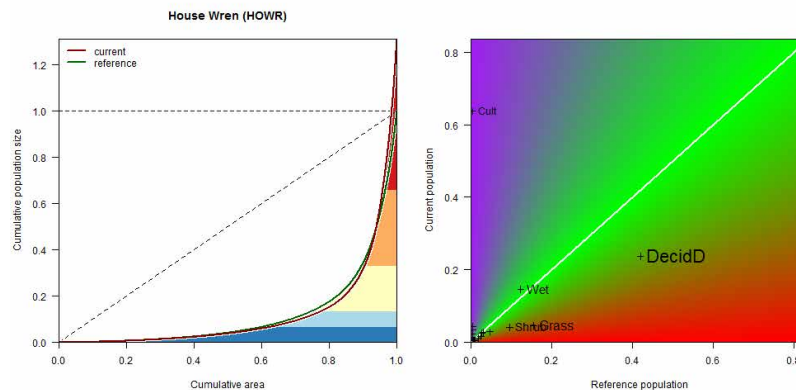 House Wren (HOWR)
current
reference
Cumulative population size
0.0
0.2
0.4
0.6
0.8
1.0
1.2
0.0 0.2 0.4 0.6 0.8 1.0
Cumulative area
Current population
0.0
0.2
0.4
0.6
0.8
Cult
DecidD
Wet
Shrub
Grass
0.0 0.2 0.4 0.6 0.8
Reference population